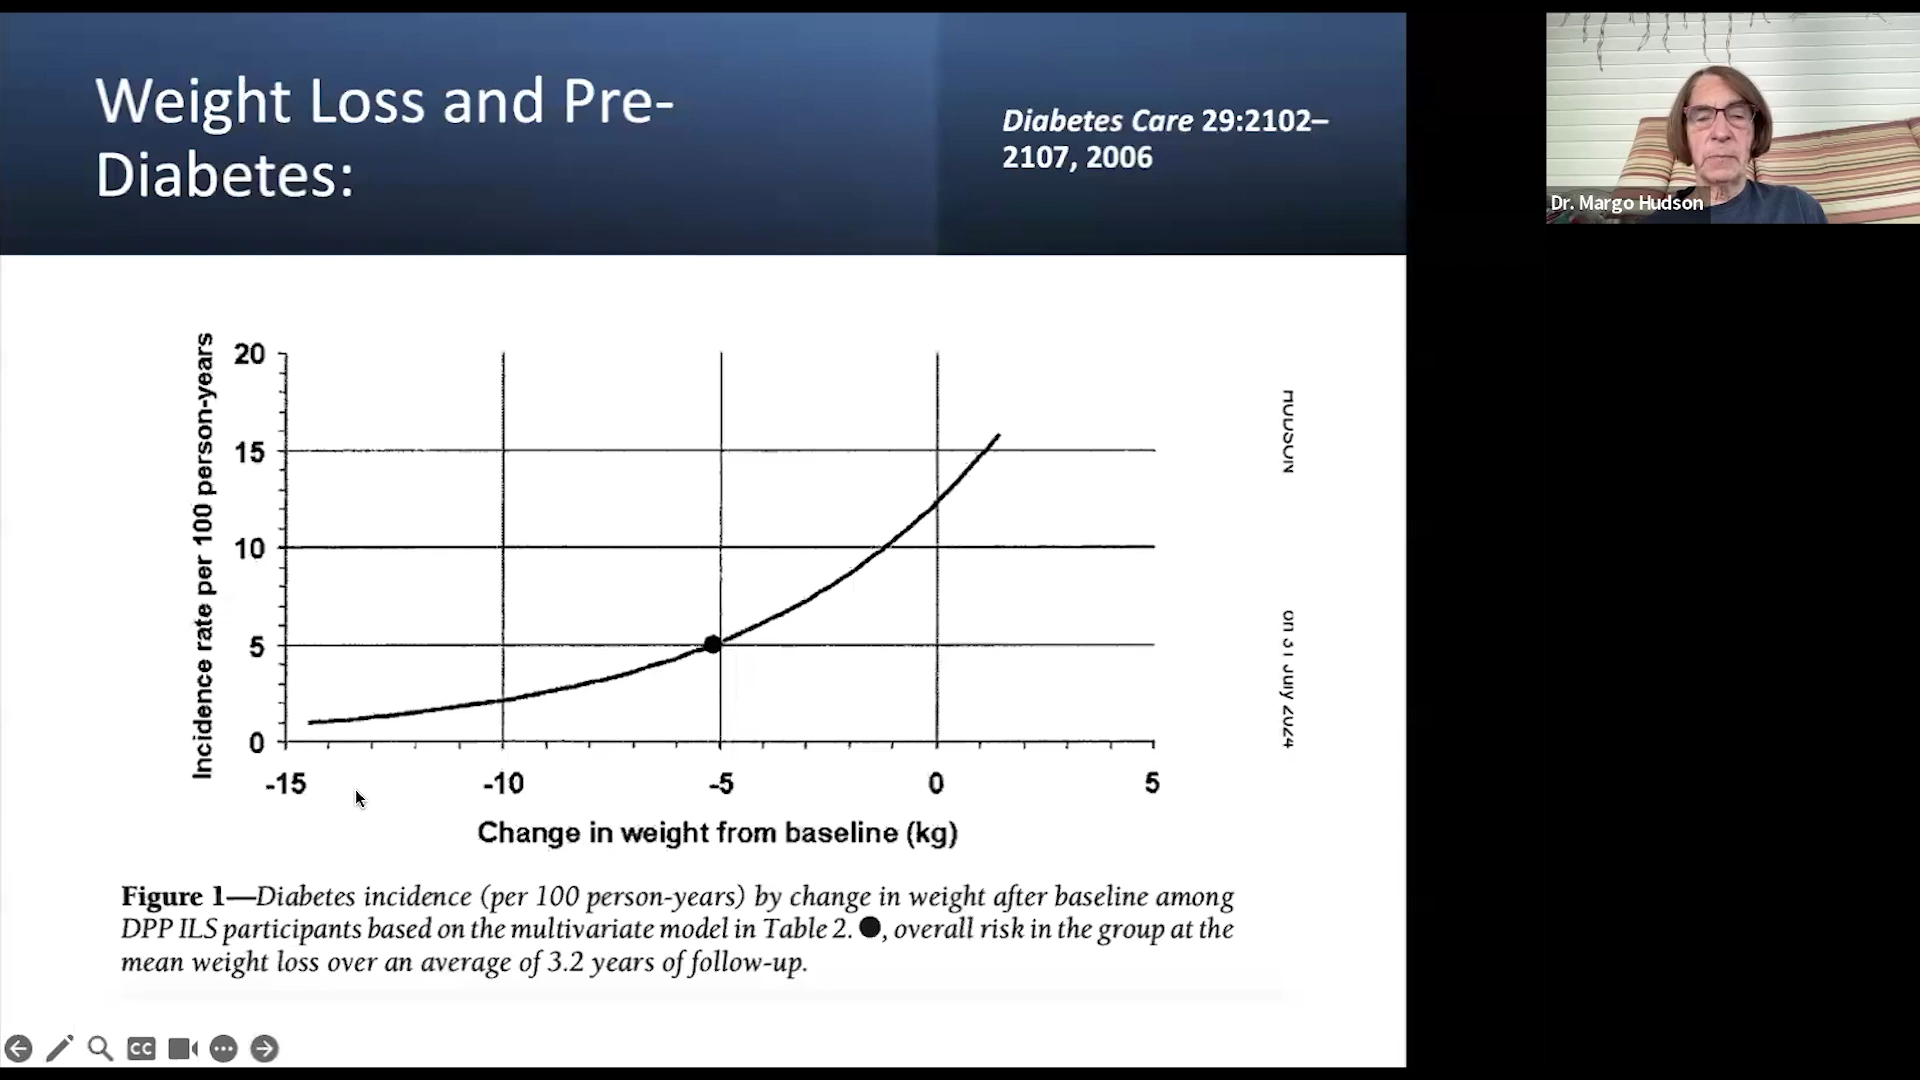 Weight Loss and Pre-
Diabetes:
Diabetes Care 29:2102–
2107, 2006
Dr. Margo Hudson
Incidence rate per 100 person-years
20
15
10
5
0
-15
-10
-5
0
5
Change in weight from baseline (kg)
HUDSON
on 31 July 2024
Figure 1—Diabetes incidence (per 100 person-years) by change in weight after baseline among
DPP ILS participants based on the multivariate model in Table 2. ●, overall risk in the group at the
mean weight loss over an average of 3.2 years of follow-up.
CC